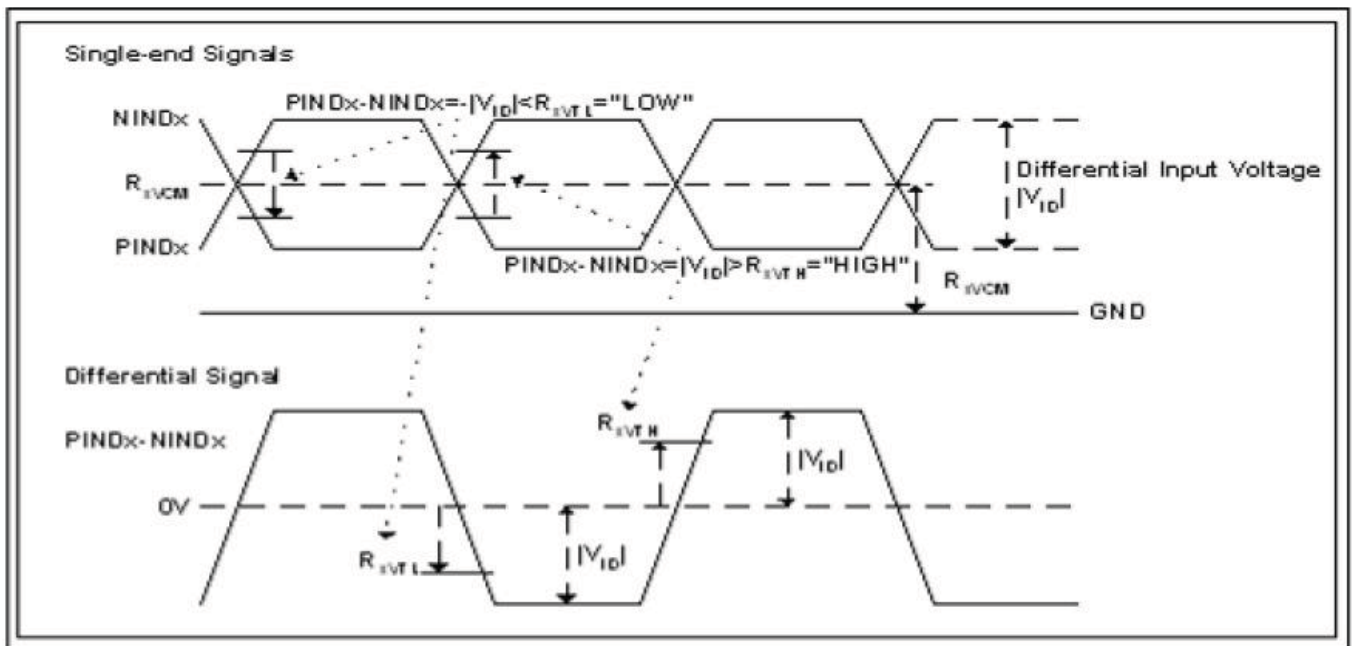 Single-end Signals
PINDx-NINDx=-|VID|<RxVTL="LOW"
NINDx
RxVCM
Differential Input Voltage
|VID|
PINDx
PINDx-NINDx=|VID|>RxVTH="HIGH"
RxVCM
GND
Differential Signal
RxVTH
PINDx-NINDx
|VID|
0V
RxVTL
|VID|